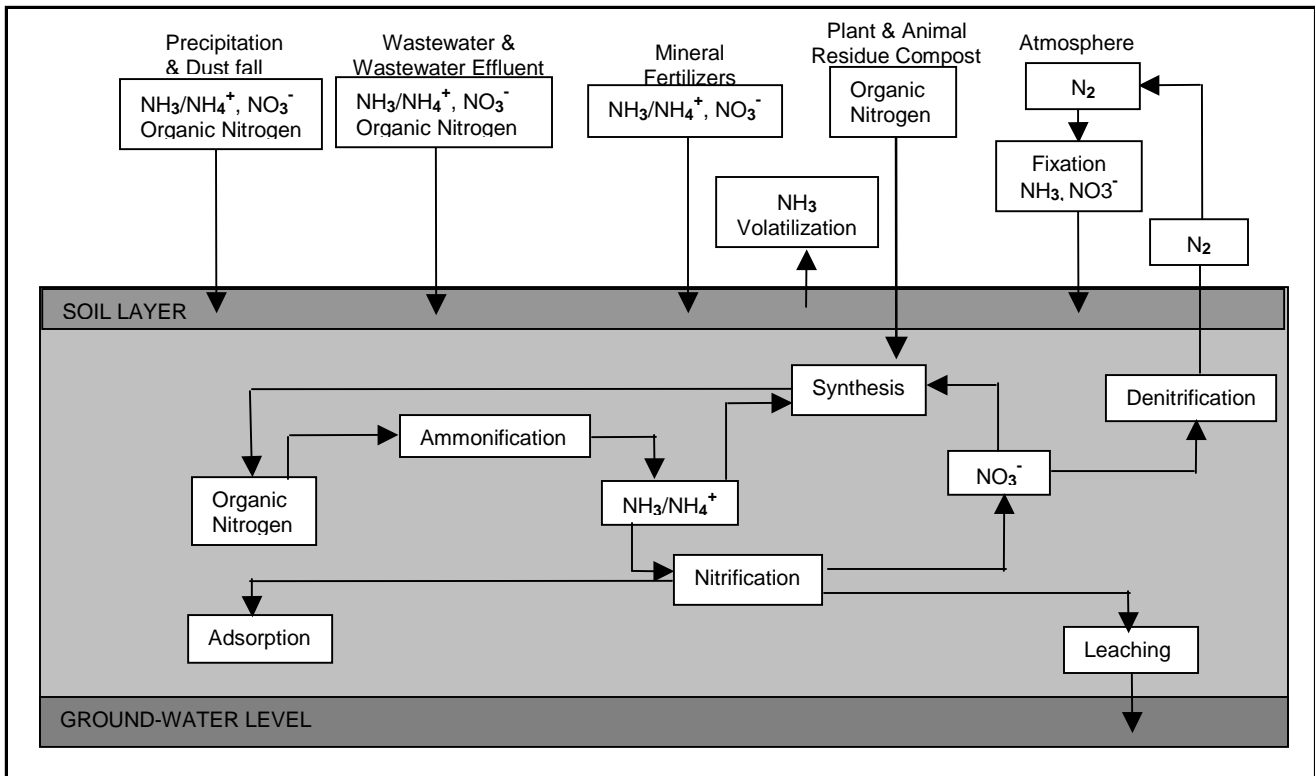 Precipitation
& Dust fall
NH₃/NH₄⁺, NO₃⁻
Organic Nitrogen
Wastewater &
Wastewater Effluent
NH₃/NH₄⁺, NO₃⁻
Organic Nitrogen
Mineral
Fertilizers
NH₃/NH₄⁺, NO₃⁻
Plant & Animal
Residue Compost
Organic
Nitrogen
Atmosphere
N₂
Fixation
NH₃, NO3⁻
NH₃
Volatilization
N₂
SOIL LAYER
Synthesis
Denitrification
Ammonification
Organic
Nitrogen
NH₃/NH₄⁺
NO₃⁻
Nitrification
Adsorption
Leaching
GROUND-WATER LEVEL